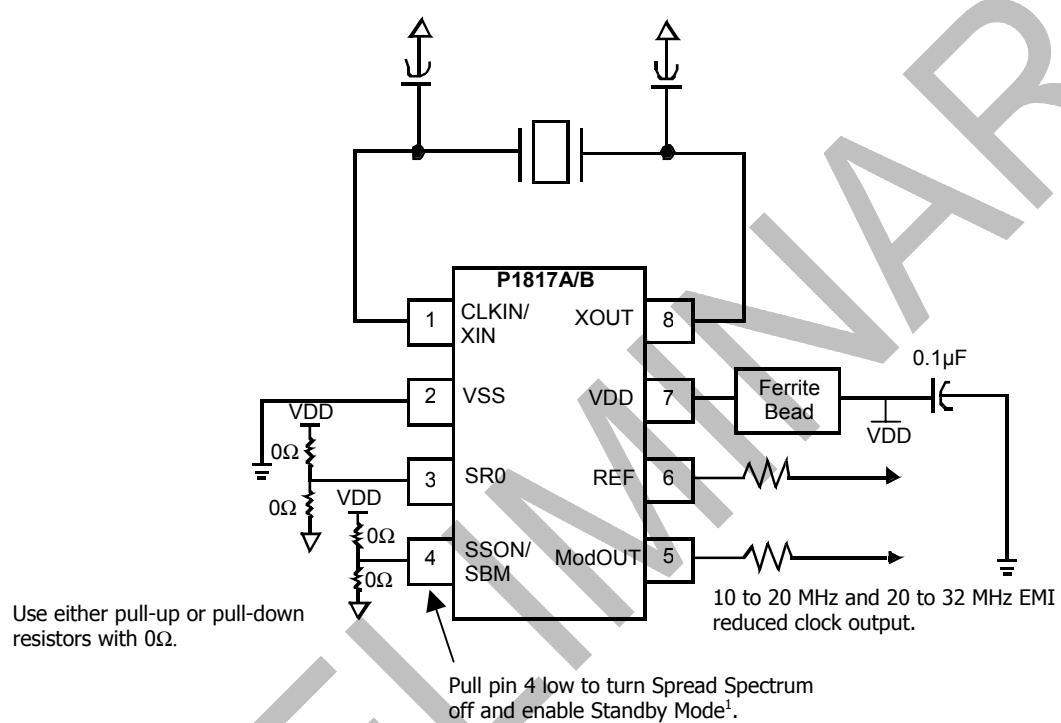 P1817A/B
1
CLKIN/
XIN
XOUT
8
2
VSS
VDD
7
Ferrite
Bead
0.1µF
VDD
VDD
0Ω
0Ω
3
SR0
REF
6
VDD
0Ω
0Ω
4
SSON/
SBM
ModOUT
5
Use either pull-up or pull-down
resistors with 0Ω.
10 to 20 MHz and 20 to 32 MHz EMI
reduced clock output.
Pull pin 4 low to turn Spread Spectrum
off and enable Standby Mode¹.
ELIMINAR